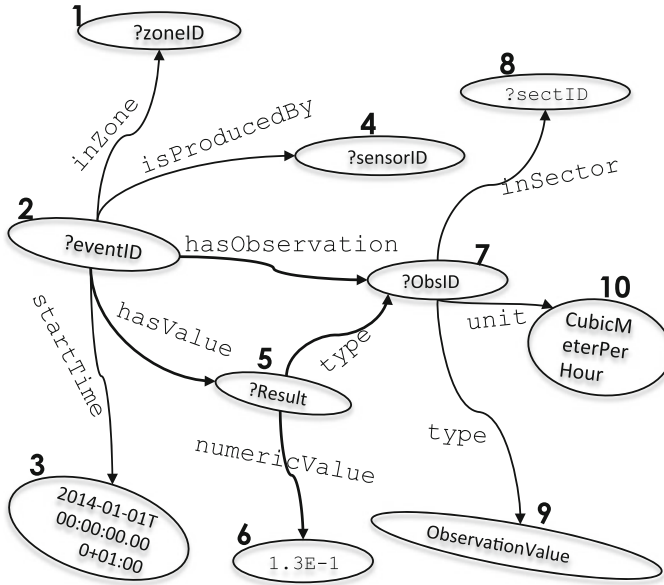 1
?zoneID
8
?sectID
inZone
isProducedBy
4
?sensorID
inSector
2
?eventID
hasObservation
7
?ObsID
10
CubicM
eterPer
Hour
unit
startTime
hasValue
type
5
?Result
numericValue
type
3
2014-01-01T
00:00:00.00
0+01:00
6
1.3E-1
9
ObservationValue